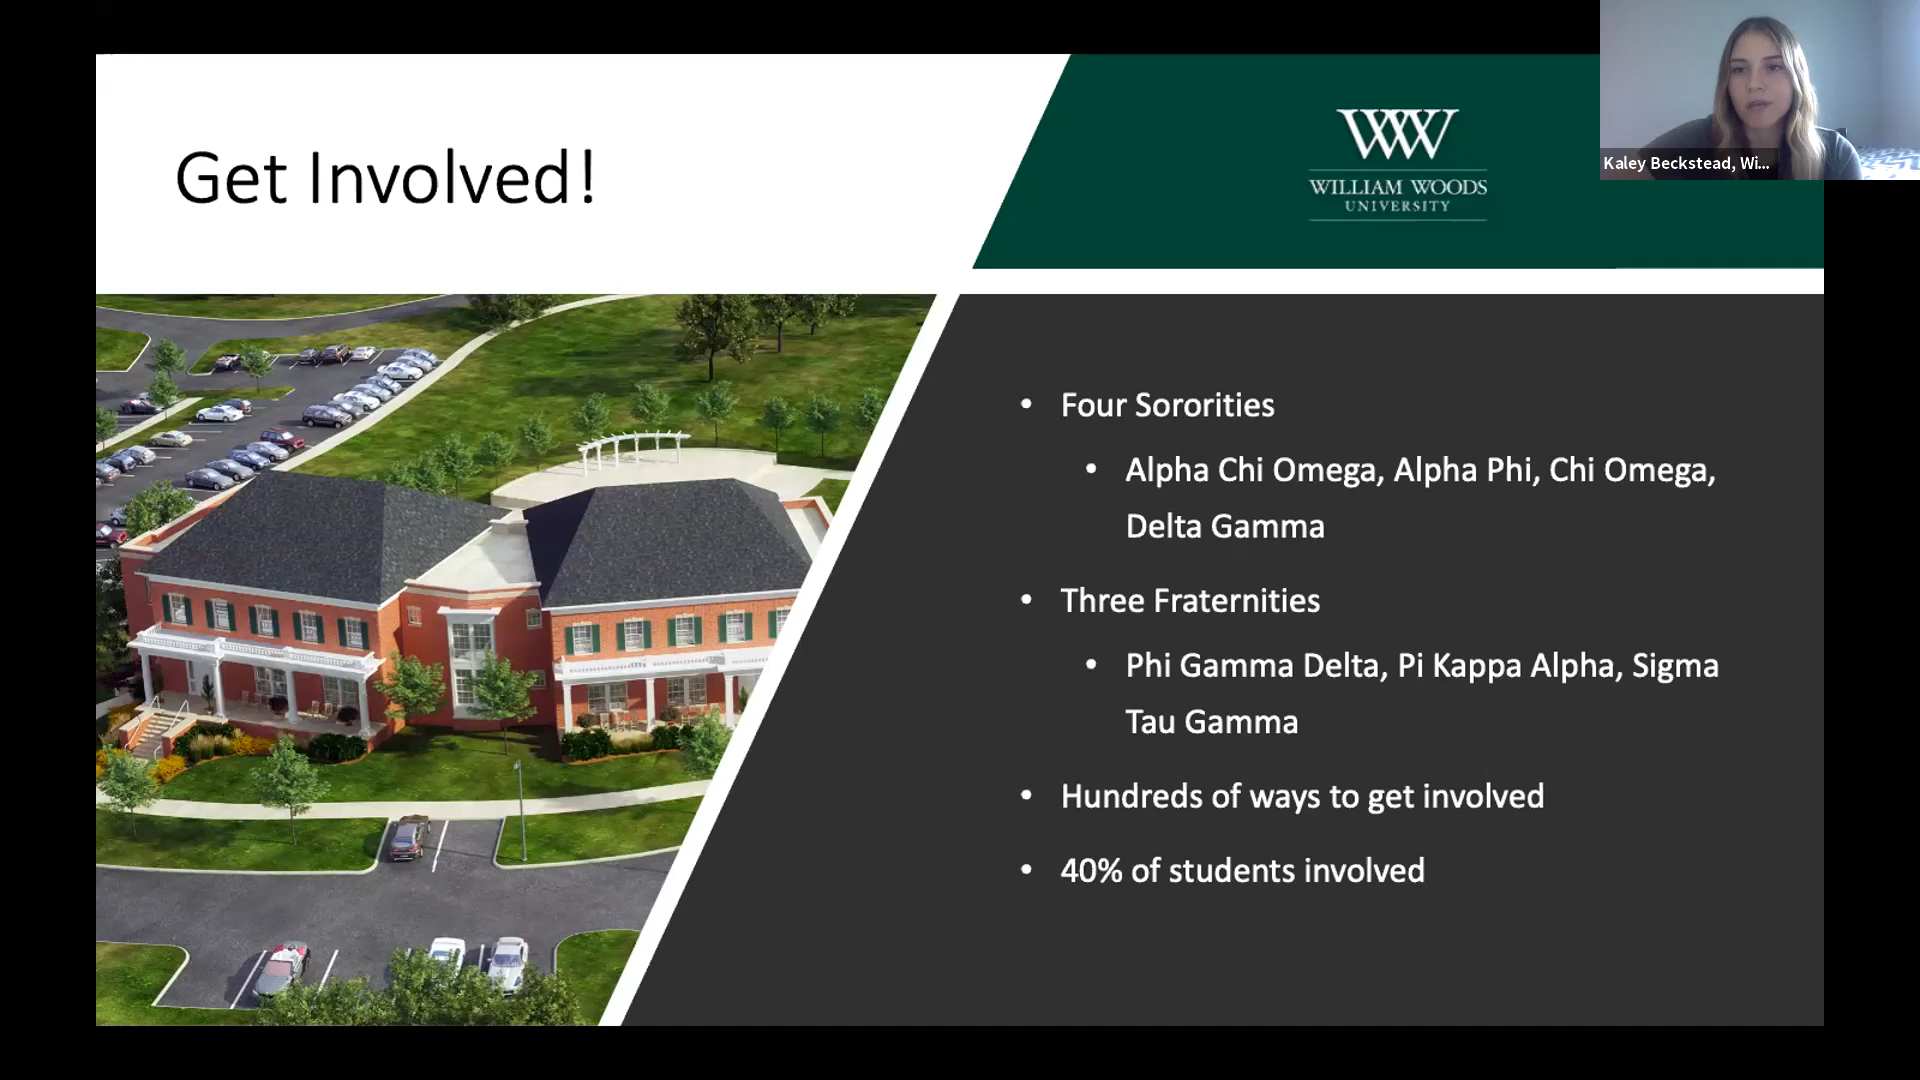 Get Involved!
WW
WILLIAM WOODS
UNIVERSITY
Kaley Beckstead, Wi...
• Four Sororities
• Alpha Chi Omega, Alpha Phi, Chi Omega,
Delta Gamma
• Three Fraternities
• Phi Gamma Delta, Pi Kappa Alpha, Sigma
Tau Gamma
• Hundreds of ways to get involved
• 40% of students involved